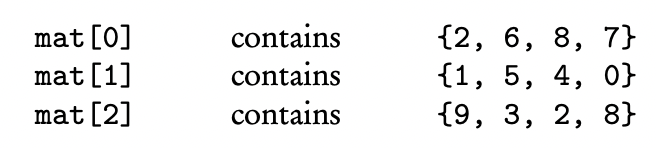 mat[0] contains {2, 6, 8, 7}
mat[1] contains {1, 5, 4, 0}
mat[2] contains {9, 3, 2, 8}